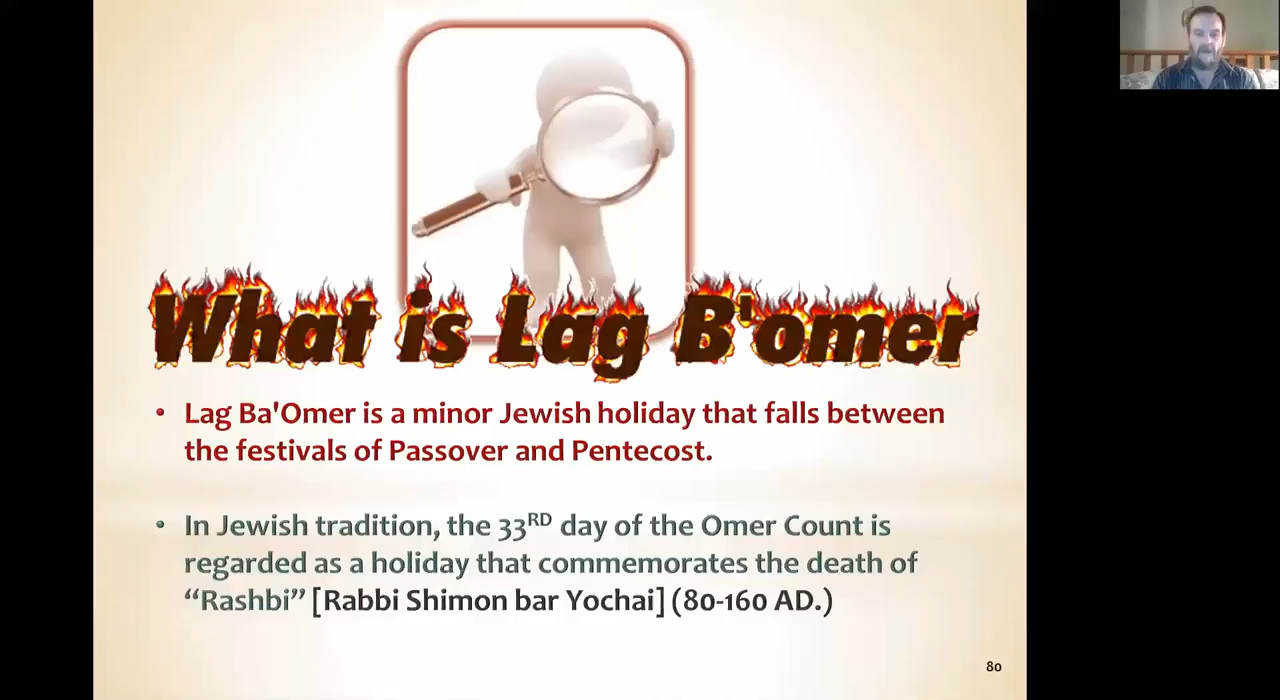 What is Lag B'omer
• Lag Ba'Omer is a minor Jewish holiday that falls between
the festivals of Passover and Pentecost.
• In Jewish tradition, the 33RD day of the Omer Count is
regarded as a holiday that commemorates the death of
“Rashbi” [Rabbi Shimon bar Yochai] (80-160 AD.)
80